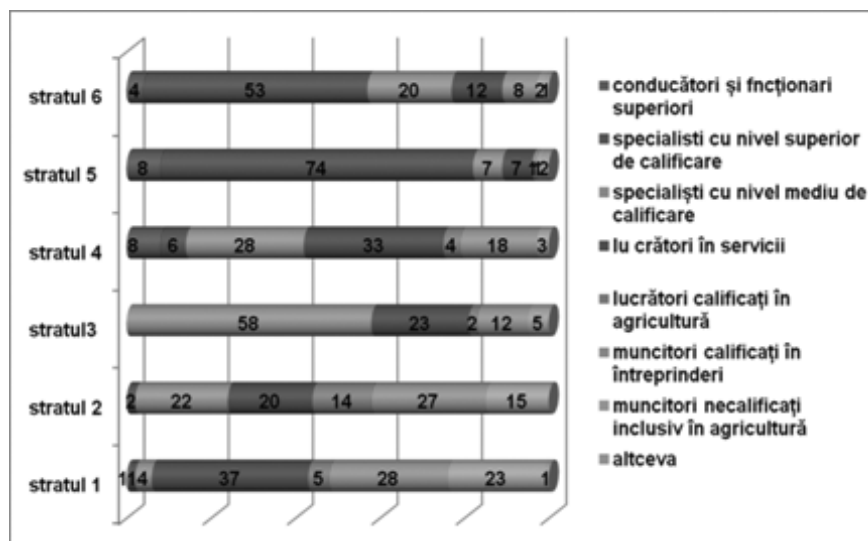 stratul 6
4 53 20 12 8 2 1
stratul 5
8 74 7 7 1 1 2
stratul 4
8 6 28 33 4 18 3
stratul3
58 23 2 12 5
stratul 2
2 22 20 14 27 15
stratul 1
1 1 4 37 5 28 23 1
conducători și fncționari
superiori
specialisti cu nivel superior
de calificare
specialiști cu nivel mediu de
calificare
lu crători în servicii
lucrători calificați în
agricultură
muncitori calificați în
întreprinderi
muncitori necalificați
inclusiv în agricultură
altceva